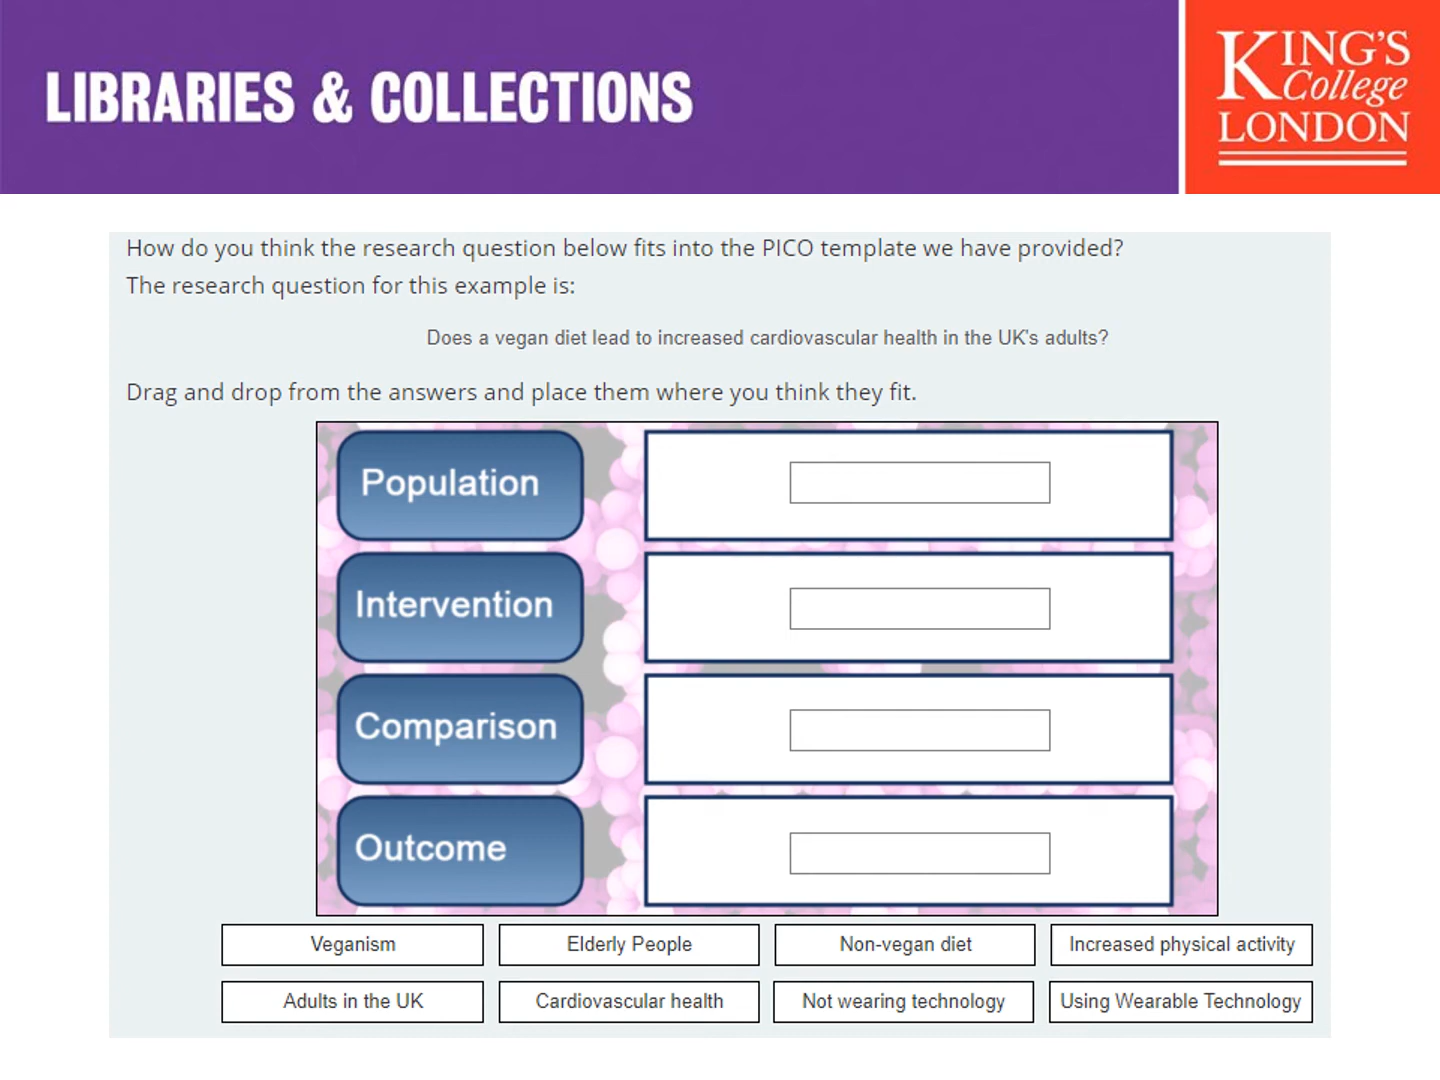 LIBRARIES & COLLECTIONS
KING'S
College
LONDON
How do you think the research question below fits into the PICO template we have provided?
The research question for this example is:
Does a vegan diet lead to increased cardiovascular health in the UK's adults?
Drag and drop from the answers and place them where you think they fit.
Population
Intervention
Comparison
Outcome
Veganism Elderly People Non-vegan diet Increased physical activity
Adults in the UK Cardiovascular health Not wearing technology Using Wearable Technology